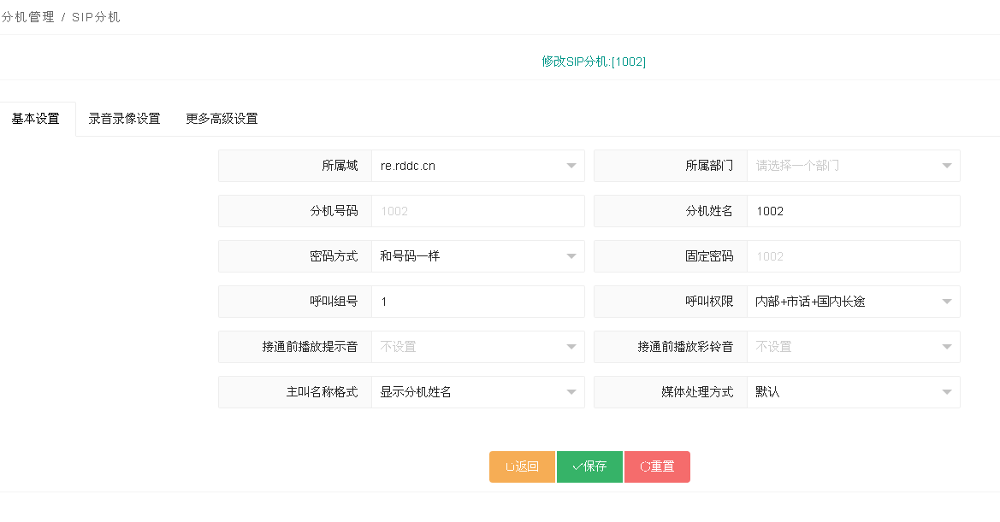 分机管理 / SIP分机
修改SIP分机:[1002]
基本设置 录音录像设置 更多高级设置
所属域 re.rddc.cn 所属部门 请选择一个部门
分机号码 1002 分机姓名 1002
密码方式 和号码一样 固定密码 1002
呼叫组号 1 呼叫权限 内部+市话+国内长途
接通前播放提示音 不设置 接通前播放彩铃音 不设置
主叫名称格式 显示分机姓名 媒体处理方式 默认
返回 保存 重置